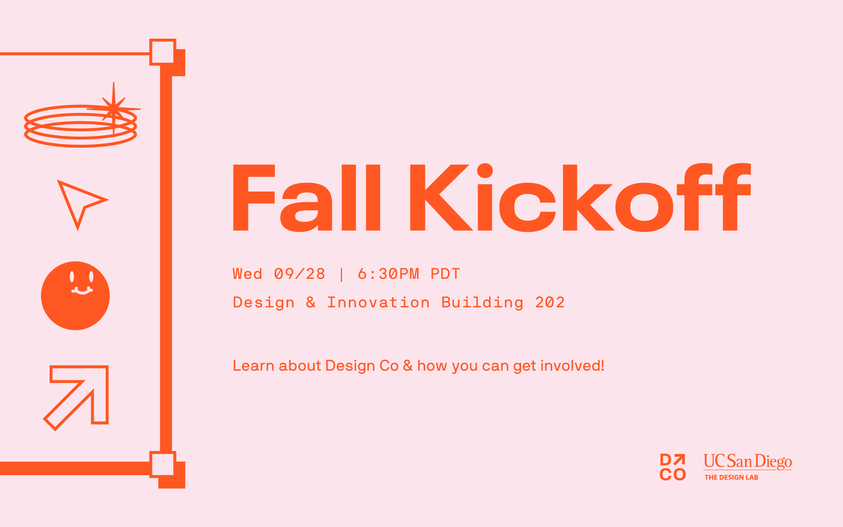 Fall Kickoff
Wed 09/28 | 6:30PM PDT
Design & Innovation Building 202
Learn about Design Co & how you can get involved!
D↗
CO
UC San Diego
THE DESIGN LAB